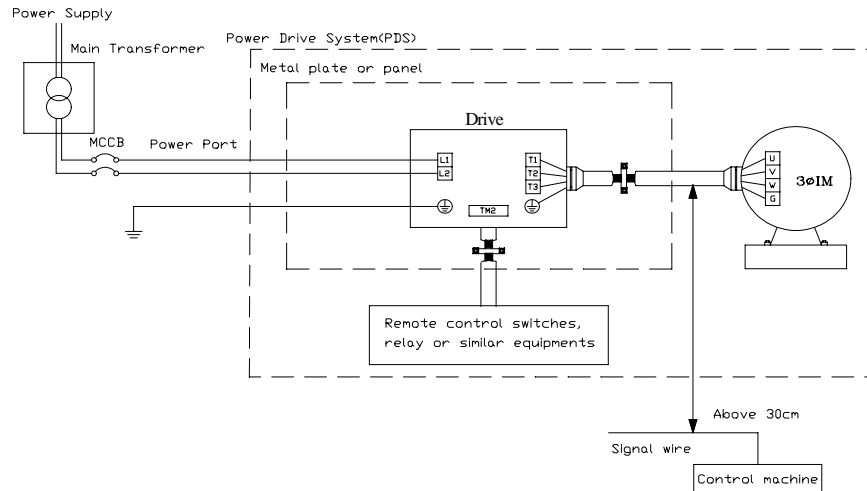 Power Supply
Main Transformer
Power Drive System(PDS)
Metal plate or panel
Drive
MCCB
Power Port
L1
L2
T1
T2
T3
TM2
U
V
W
G
3øIM
Remote control switches,
relay or similar equipments
Above 30cm
Signal wire
Control machine